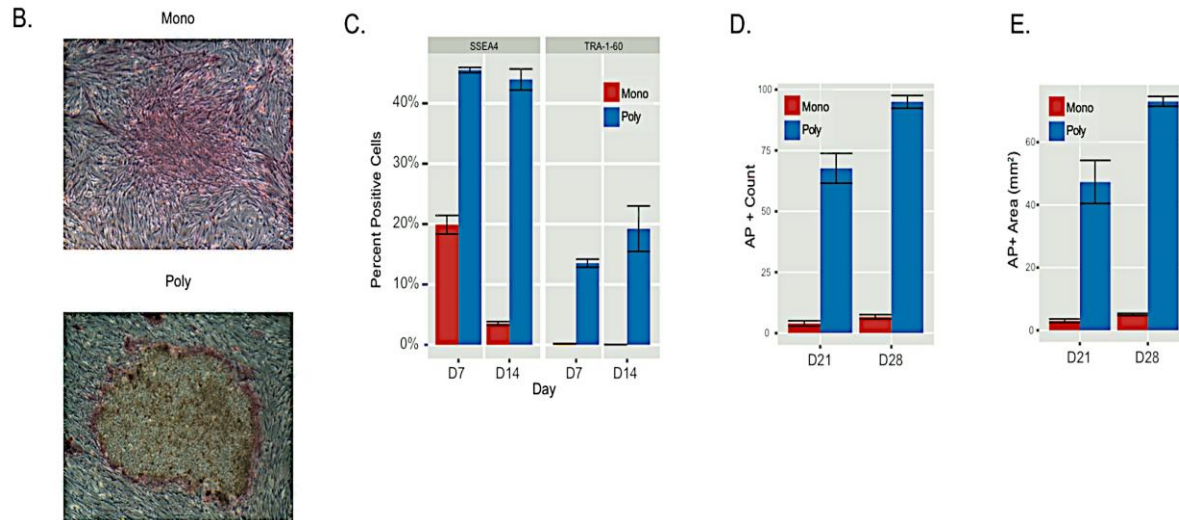 B.
Mono
Poly
C.
SSEA4
TRA-1-60
Percent Positive Cells
40%
30%
20%
10%
0%
Mono
Poly
D7
D14
D7
D14
Day
D.
AP + Count
100
75
50
25
0
Mono
Poly
D21
D28
E.
AP+ Area (mm²)
60
40
20
0
Mono
Poly
D21
D28